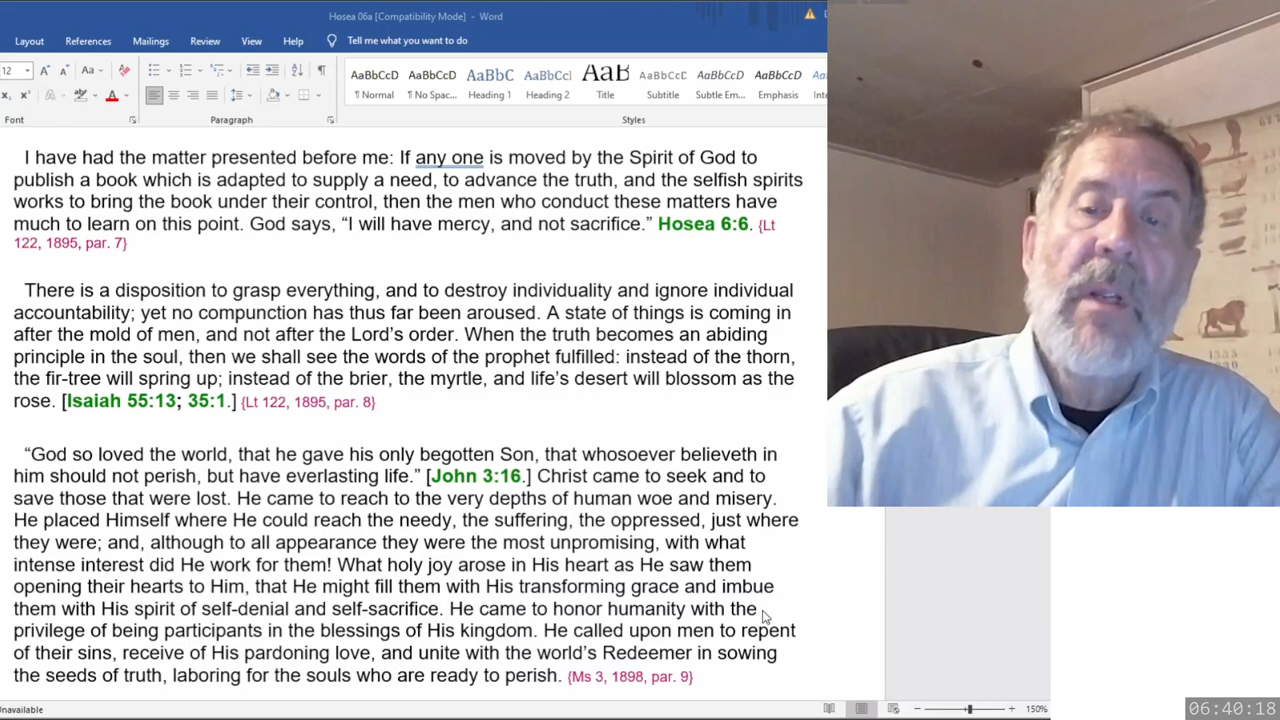 Hosea 06a [Compatibility Mode] - Word
Layout References Mailings Review View Help Tell me what you want to do
12 Aa
AaBbCcD AaBbCcD AaBbC AaBbCcI AaB AaBbCcD AaBbCcD AaBbCcD
¶ Normal ¶ No Spac... Heading 1 Heading 2 Title Subtitle Subtle Em... Emphasis
Font Paragraph Styles
I have had the matter presented before me: If any one is moved by the Spirit of God to
publish a book which is adapted to supply a need, to advance the truth, and the selfish spirits
works to bring the book under their control, then the men who conduct these matters have
much to learn on this point. God says, “I will have mercy, and not sacrifice.” Hosea 6:6. {Lt
122, 1895, par. 7}
There is a disposition to grasp everything, and to destroy individuality and ignore individual
accountability; yet no compunction has thus far been aroused. A state of things is coming in
after the mold of men, and not after the Lord’s order. When the truth becomes an abiding
principle in the soul, then we shall see the words of the prophet fulfilled: instead of the thorn,
the fir-tree will spring up; instead of the brier, the myrtle, and life’s desert will blossom as the
rose. [Isaiah 55:13; 35:1.] {Lt 122, 1895, par. 8}
“God so loved the world, that he gave his only begotten Son, that whosoever believeth in
him should not perish, but have everlasting life.” [John 3:16.] Christ came to seek and to
save those that were lost. He came to reach to the very depths of human woe and misery.
He placed Himself where He could reach the needy, the suffering, the oppressed, just where
they were; and, although to all appearance they were the most unpromising, with what
intense interest did He work for them! What holy joy arose in His heart as He saw them
opening their hearts to Him, that He might fill them with His transforming grace and imbue
them with His spirit of self-denial and self-sacrifice. He came to honor humanity with the
privilege of being participants in the blessings of His kingdom. He called upon men to repent
of their sins, receive of His pardoning love, and unite with the world’s Redeemer in sowing
the seeds of truth, laboring for the souls who are ready to perish. {Ms 3, 1898, par. 9}
navailable
150%
06:40:18